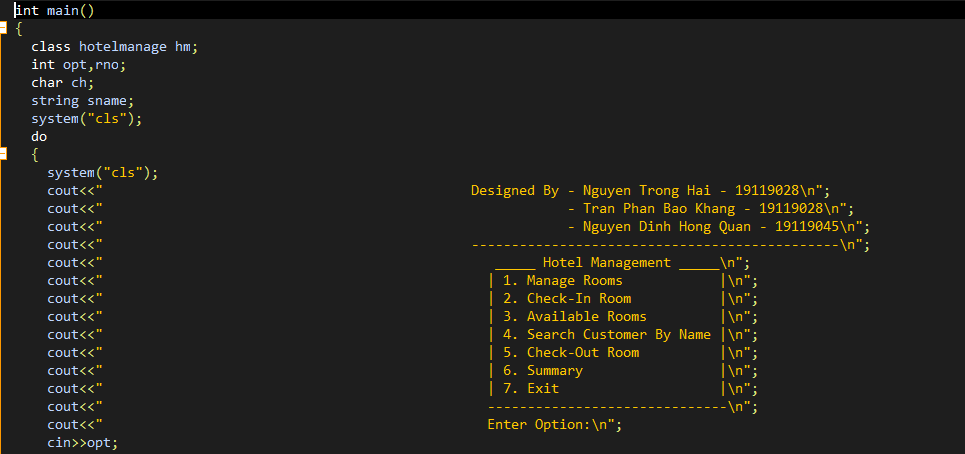 int main()
{
  class hotelmanage hm;
  int opt,rno;
  char ch;
  string sname;
  system("cls");
  do
  {
    system("cls");
    cout<<"                                              Designed By - Nguyen Trong Hai - 19119028\n";
    cout<<"                                                          - Tran Phan Bao Khang - 19119028\n";
    cout<<"                                                          - Nguyen Dinh Hong Quan - 19119045\n";
    cout<<"                                              ----------------------------------------------\n";
    cout<<"                                                 _____ Hotel Management _____\n";
    cout<<"                                                | 1. Manage Rooms            |\n";
    cout<<"                                                | 2. Check-In Room           |\n";
    cout<<"                                                | 3. Available Rooms         |\n";
    cout<<"                                                | 4. Search Customer By Name |\n";
    cout<<"                                                | 5. Check-Out Room          |\n";
    cout<<"                                                | 6. Summary                 |\n";
    cout<<"                                                | 7. Exit                    |\n";
    cout<<"                                                ------------------------------\n";
    cout<<"                                                Enter Option:\n";
    cin>>opt;